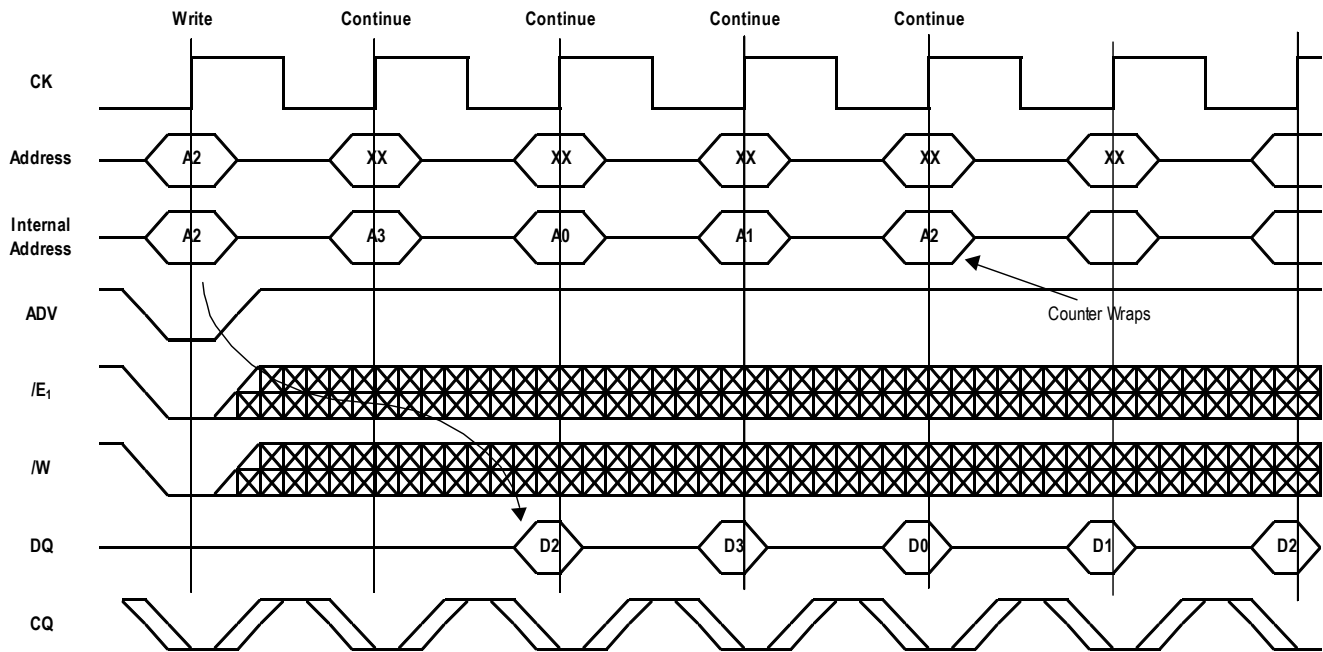 Write Continue Continue Continue Continue
CK
Address A2 XX XX XX XX XX
Internal
Address
A2 A3 A0 A1 A2
ADV
Counter Wraps
/E1
/W
DQ D2 D3 D0 D1 D2
CQ